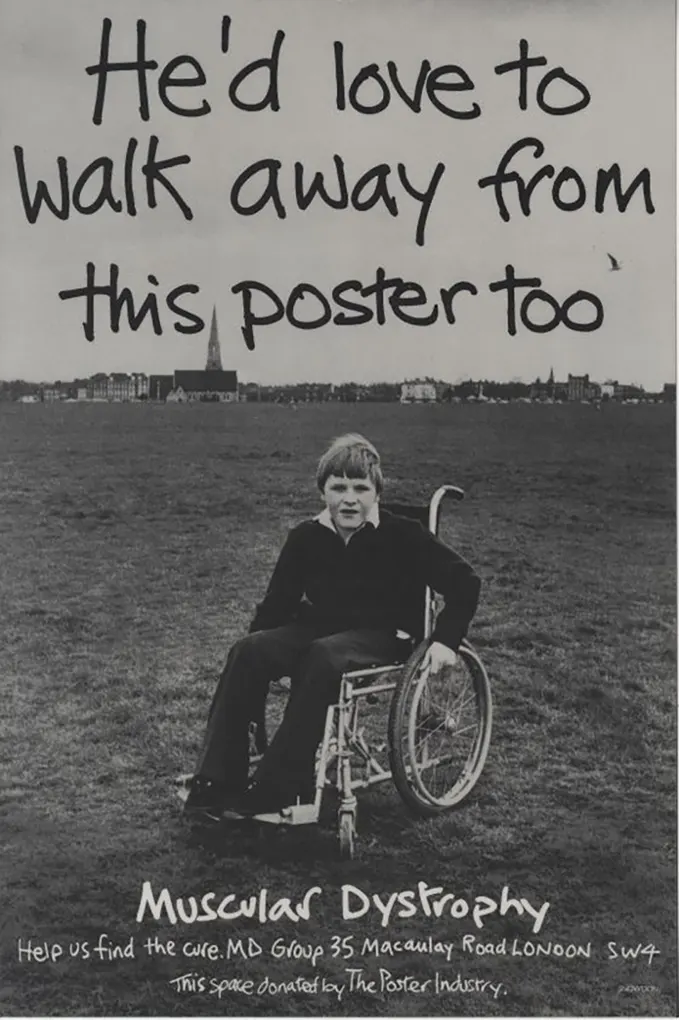 He'd love to
walk away from
this poster too
Muscular Dystrophy
Help us find the cure. MD Group 35 Macaulay Road LONDON SW4
This space donated by The Poster Industry.
SNOWDON